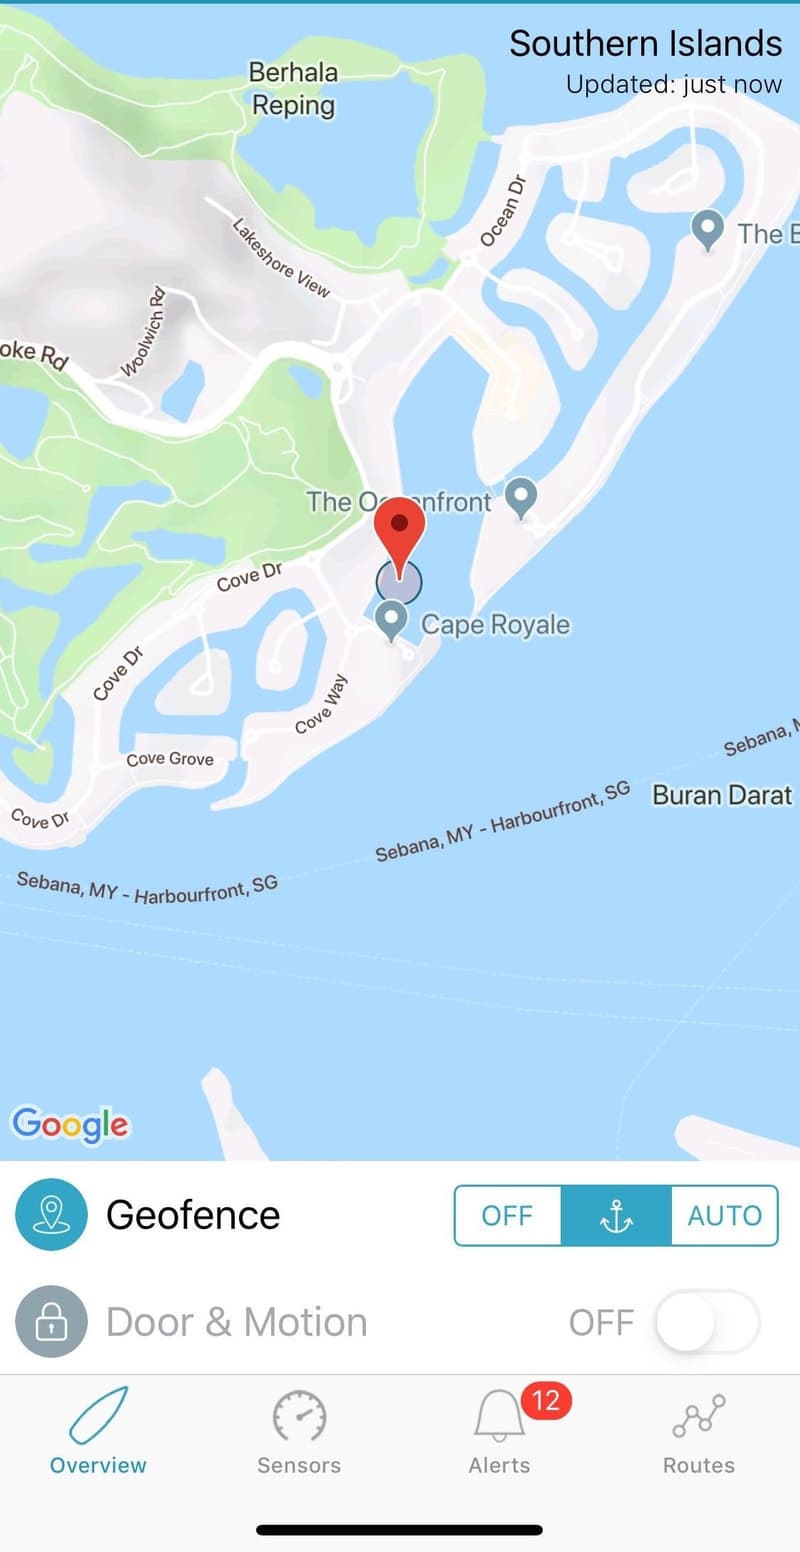 Southern Islands
Updated: just now
Berhala
Reping
Ocean Dr
The
Lakeshore View
Woolwich Rd
oke Rd
The O nfront
Cove Dr
Cape Royale
Cove Dr
Cove Way
Sebana,
Cove Grove
Buran Darat
Sebana, MY - Harbourfront, SG
Cove Dr
Sebana, MY - Harbourfront, SG
Google
Geofence
OFF
AUTO
Door & Motion
OFF
12
Overview
Sensors
Alerts
Routes